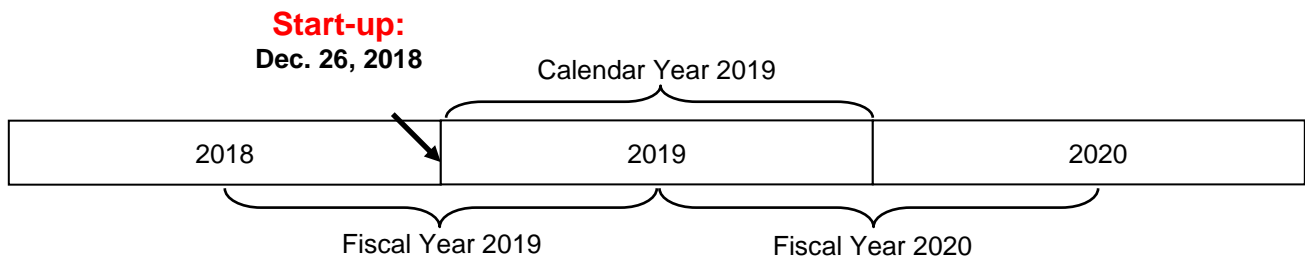 Start-up:
Dec. 26, 2018
Calendar Year 2019
2018
2019
2020
Fiscal Year 2019
Fiscal Year 2020